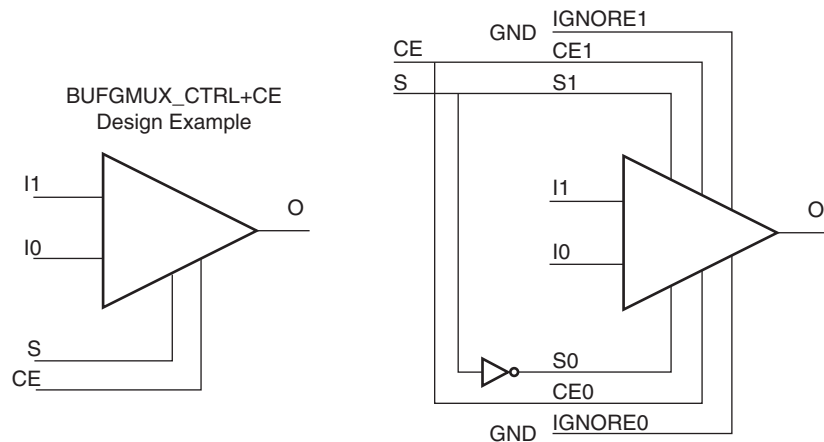 BUFGMUX_CTRL+CE
Design Example
I1
I0
O
S
CE
GND
IGNORE1
CE
CE1
S
S1
I1
I0
O
S0
CE0
GND
IGNORE0